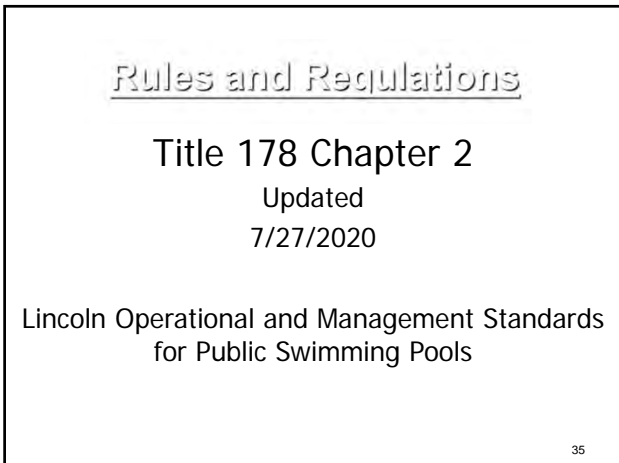 Rules and Regulations
Title 178 Chapter 2
Updated
7/27/2020
Lincoln Operational and Management Standards
for Public Swimming Pools
35